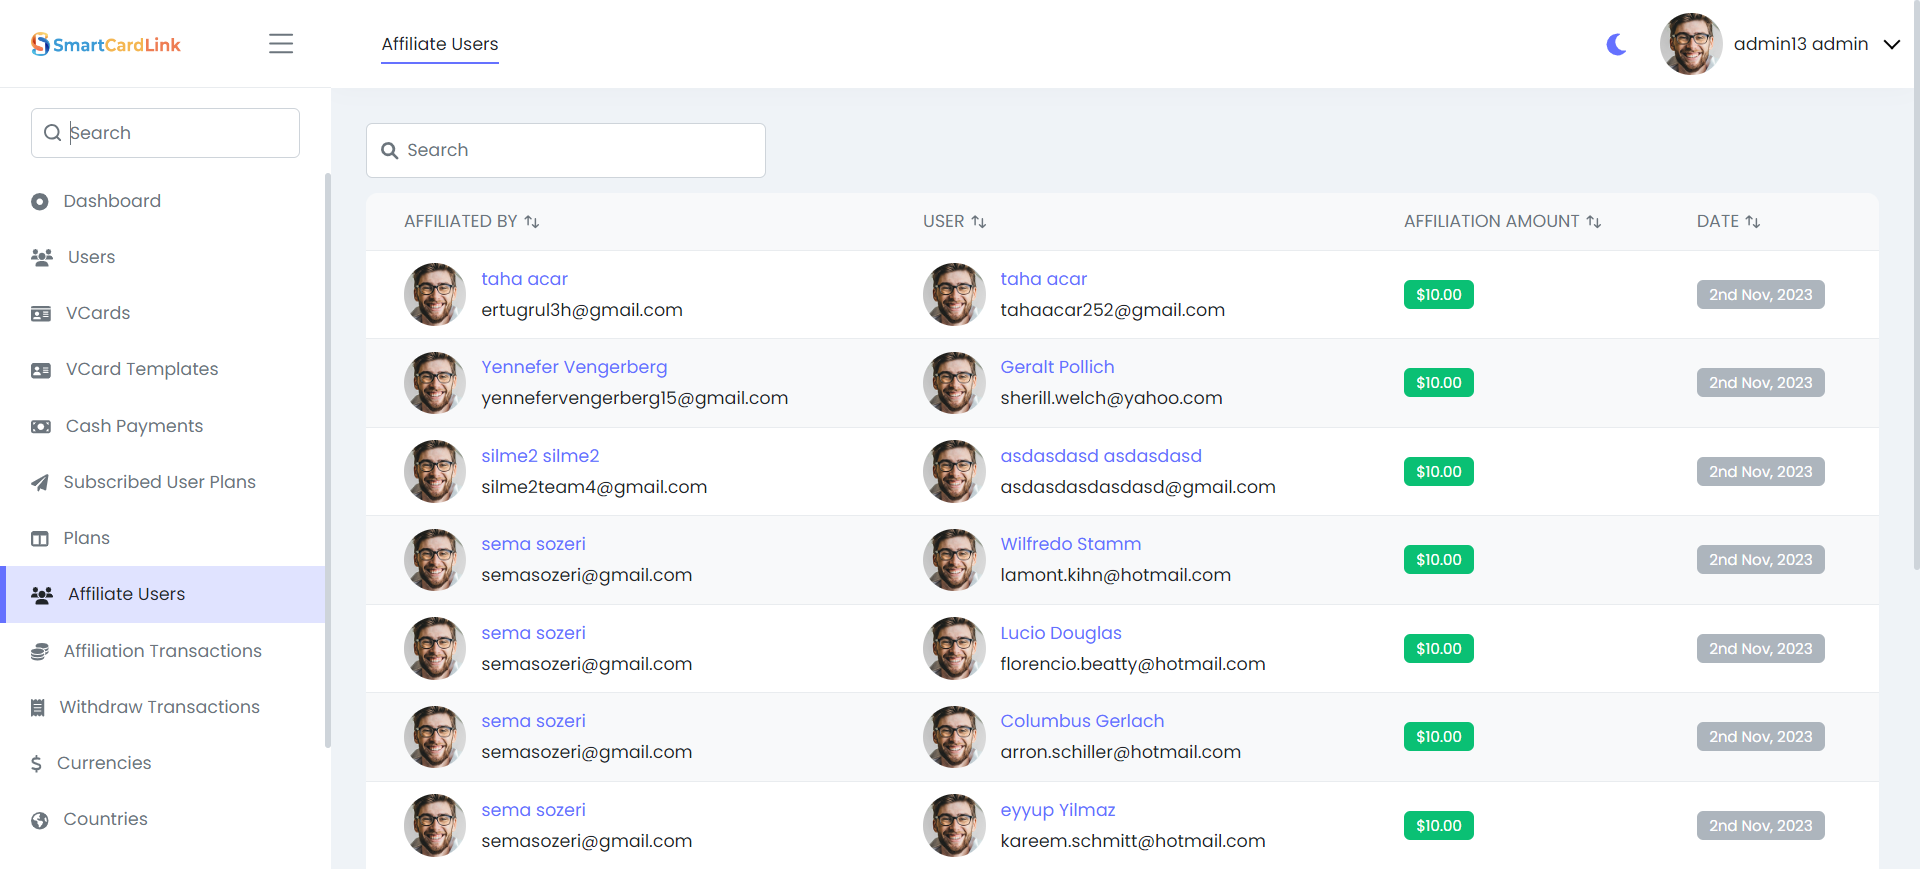 SmartCardLink
Affiliate Users
admin13 admin
Search
Dashboard
Users
VCards
VCard Templates
Cash Payments
Subscribed User Plans
Plans
Affiliate Users
Affiliation Transactions
Withdraw Transactions
Currencies
Countries
Search
AFFILIATED BY USER AFFILIATION AMOUNT DATE
taha acar
ertugrul3h@gmail.com
taha acar
tahaacar252@gmail.com
$10.00
2nd Nov, 2023
Yennefer Vengerberg
yennefervengerberg15@gmail.com
Geralt Pollich
sherill.welch@yahoo.com
$10.00
2nd Nov, 2023
silme2 silme2
silme2team4@gmail.com
asdasdasd asdasdasd
asdasdasdasdasd@gmail.com
$10.00
2nd Nov, 2023
sema sozeri
semasozeri@gmail.com
Wilfredo Stamm
lamont.kihn@hotmail.com
$10.00
2nd Nov, 2023
sema sozeri
semasozeri@gmail.com
Lucio Douglas
florencio.beatty@hotmail.com
$10.00
2nd Nov, 2023
sema sozeri
semasozeri@gmail.com
Columbus Gerlach
arron.schiller@hotmail.com
$10.00
2nd Nov, 2023
sema sozeri
semasozeri@gmail.com
eyyup Yilmaz
kareem.schmitt@hotmail.com
$10.00
2nd Nov, 2023